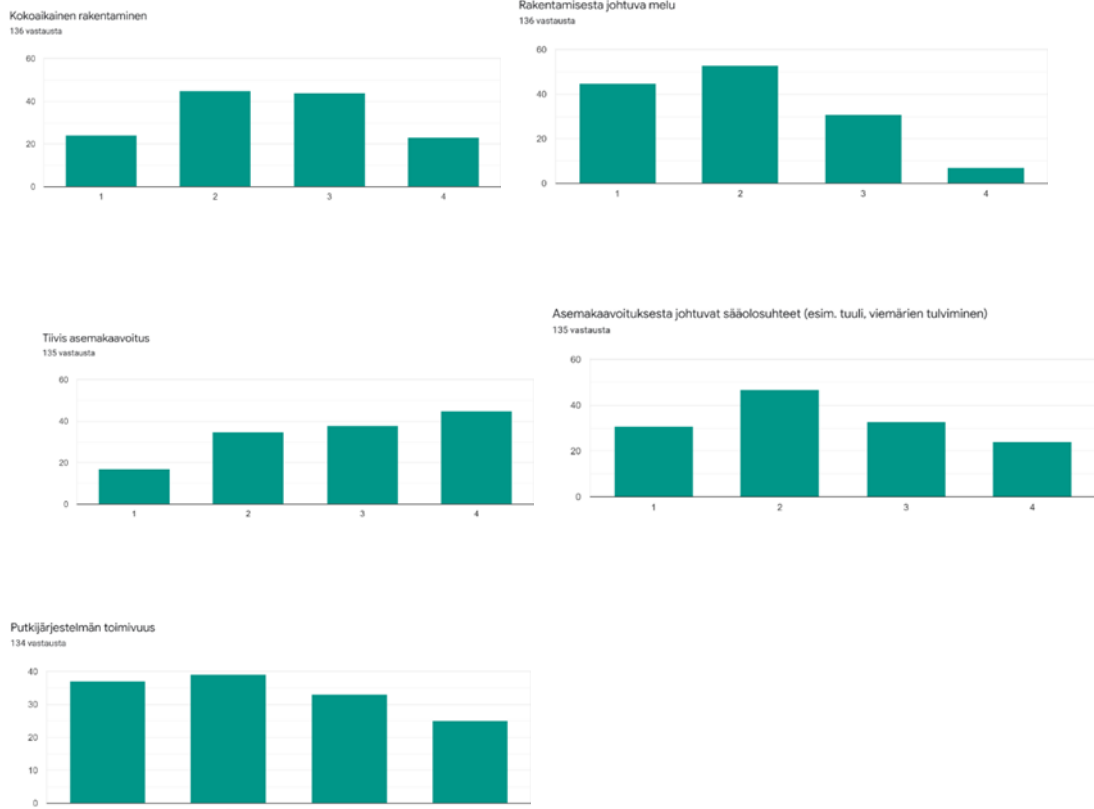 Kokoaikainen rakentaminen
136 vastausta
60
40
20
0
1 2 3 4
Rakentamisesta johtuva melu
136 vastausta
60
40
20
0
1 2 3 4
Tiivis asemakaavoitus
135 vastausta
60
40
20
0
1 2 3 4
Asemakaavoituksesta johtuvat sääolosuhteet (esim. tuuli, viemärien tulviminen)
135 vastausta
60
40
20
0
1 2 3 4
Putkijärjestelmän toimivuus
134 vastausta
40
30
20
10
0